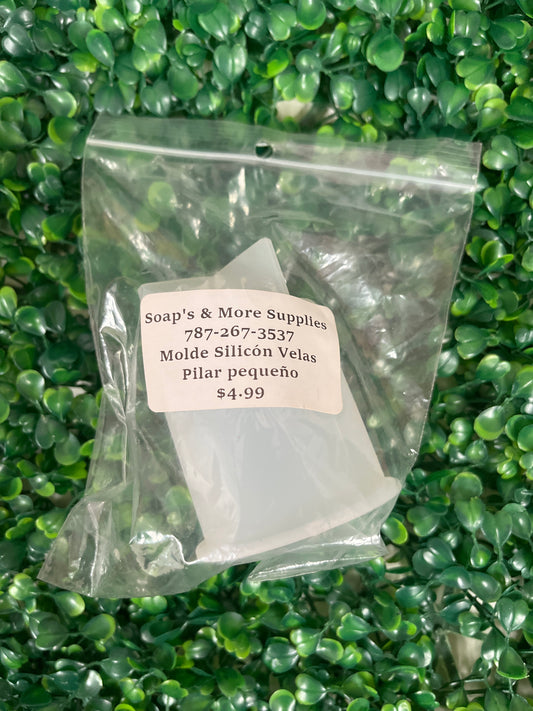 Soap's & More Supplies
787-267-3537
Molde Silicón Velas
Pilar pequeño
$4.99